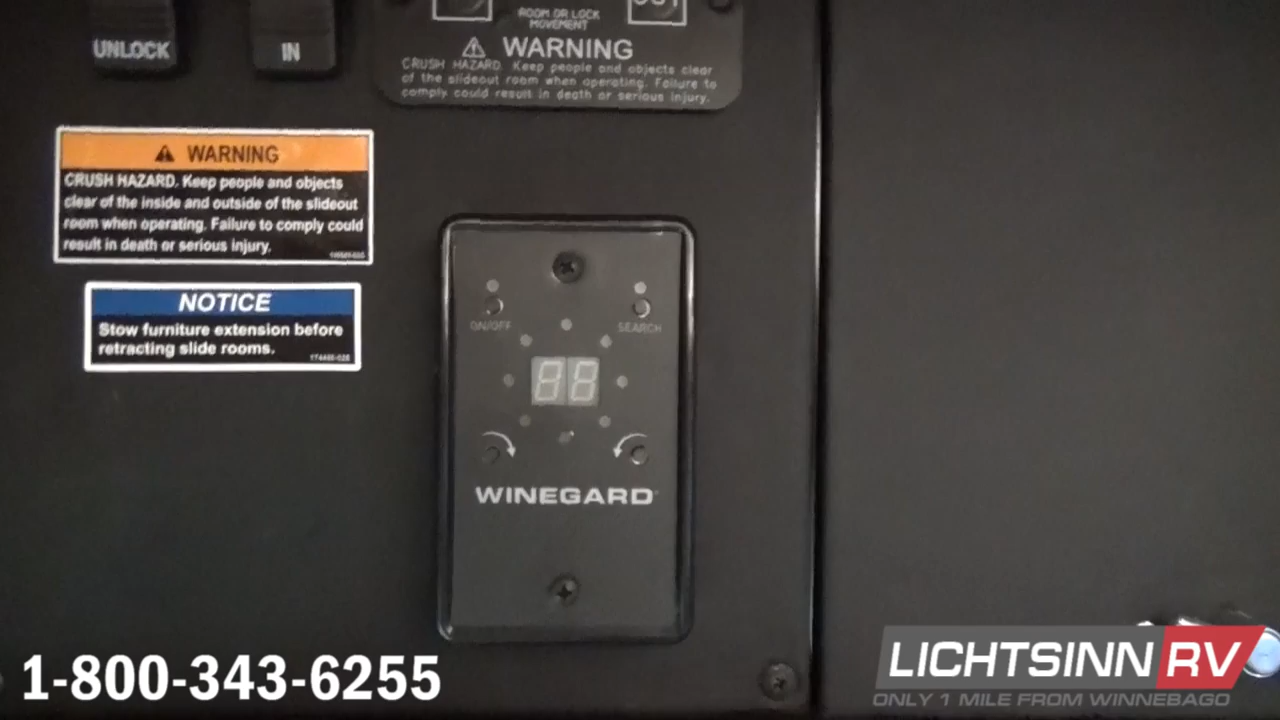 UNLOCK
IN
OUT
ROOM OR LOCK
MOVEMENT
WARNING
CRUSH HAZARD. Keep people and objects clear
of the slideout room when operating. Failure to
comply could result in death or serious injury.
WARNING
CRUSH HAZARD. Keep people and objects
clear of the inside and outside of the slideout
room when operating. Failure to comply could
result in death or serious injury.
NOTICE
Stow furniture extension before
retracting slide rooms.
ON/OFF
SEARCH
88
WINEGARD
1-800-343-6255
LICHTSINN RV
ONLY 1 MILE FROM WINNEBAGO